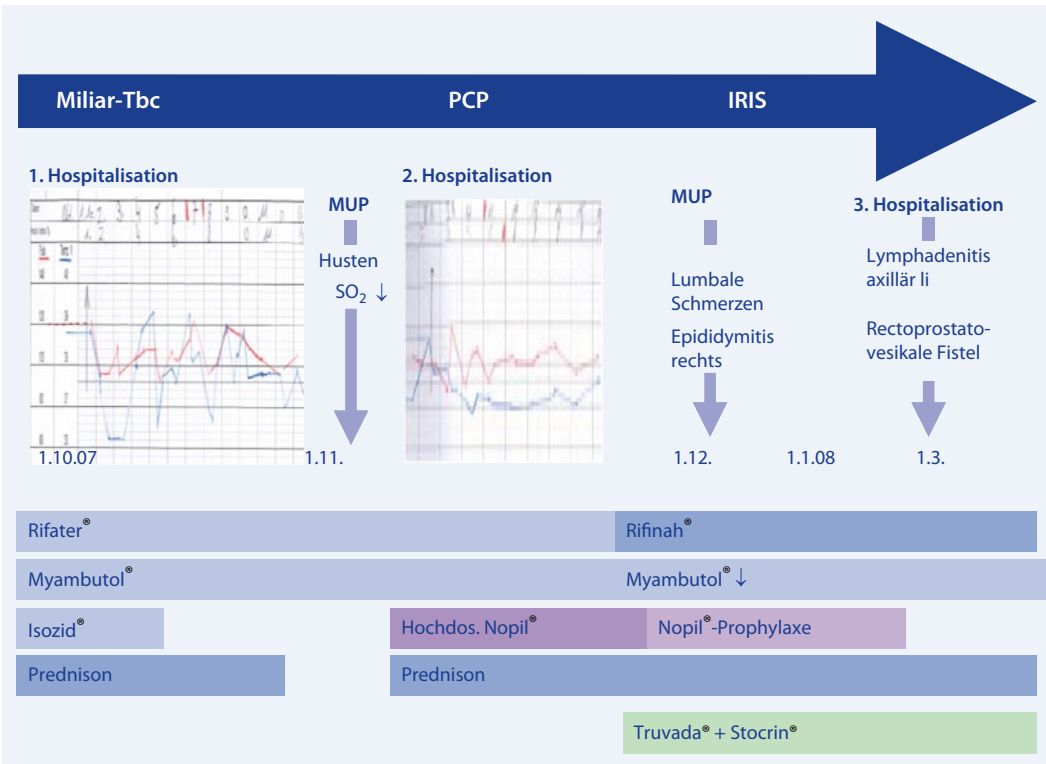 Miliar-Tbc PCP IRIS
1. Hospitalisation
2. Hospitalisation
MUP
Husten
SO2 ↓
MUP
Lumbale
Schmerzen
Epididymitis
rechts
3. Hospitalisation
Lymphadenitis
axillär li
Rectoprostato-
vesikale Fistel
1.10.07 1.11. 1.12. 1.1.08 1.3.
Rifater® Rifinah®
Myambutol® Myambutol® ↓
Isozid® Hochdos. Nopil® Nopil®-Prophylaxe
Prednison Prednison
Truvada® + Stocrin®